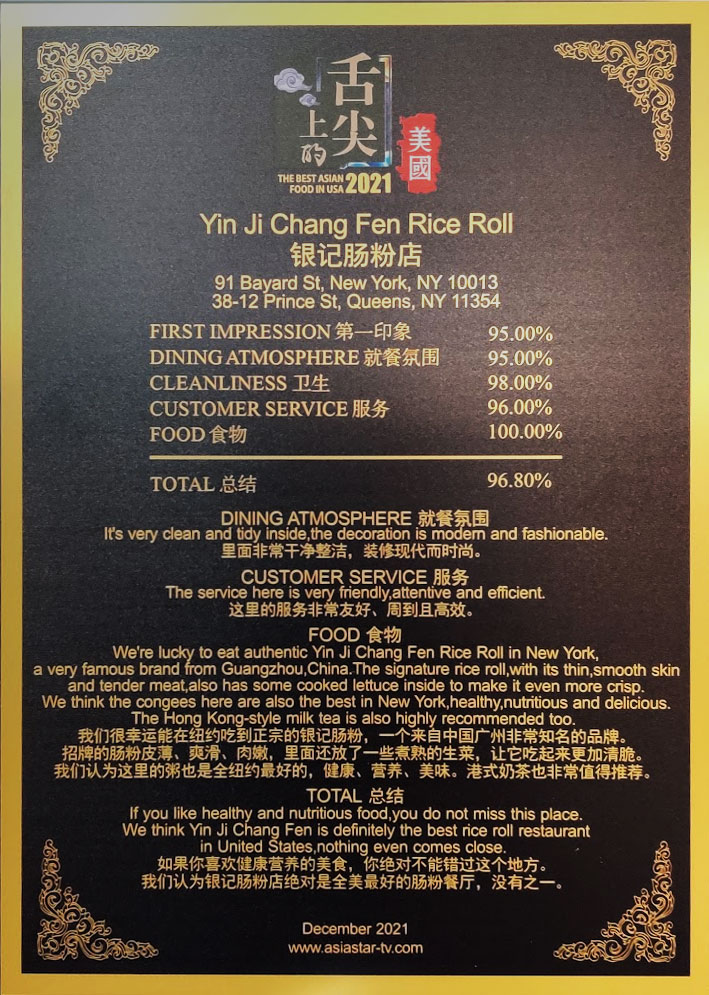 舌尖
上的
美國
THE BEST ASIAN
FOOD IN USA 2021
Yin Ji Chang Fen Rice Roll
银记肠粉店
91 Bayard St, New York, NY 10013
38-12 Prince St, Queens, NY 11354
FIRST IMPRESSION 第一印象 95.00%
DINING ATMOSPHERE 就餐氛围 95.00%
CLEANLINESS 卫生 98.00%
CUSTOMER SERVICE 服务 96.00%
FOOD 食物 100.00%
TOTAL 总结 96.80%
DINING ATMOSPHERE 就餐氛围
It's very clean and tidy inside,the decoration is modern and fashionable.
里面非常干净整洁，装修现代而时尚。
CUSTOMER SERVICE 服务
The service here is very friendly,attentive and efficient.
这里的服务非常友好、周到且高效。
FOOD 食物
We're lucky to eat authentic Yin Ji Chang Fen Rice Roll in New York,
a very famous brand from Guangzhou,China.The signature rice roll,with its thin,smooth skin
and tender meat,also has some cooked lettuce inside to make it even more crisp.
We think the congees here are also the best in New York,healthy,nutritious and delicious.
The Hong Kong-style milk tea is also highly recommended too.
我们很幸运能在纽约吃到正宗的银记肠粉，一个来自中国广州非常知名的品牌。
招牌的肠粉皮薄、爽滑、肉嫩，里面还放了一些煮熟的生菜，让它吃起来更加清脆。
我们认为这里的粥也是全纽约最好的，健康、营养、美味。港式奶茶也非常值得推荐。
TOTAL 总结
If you like healthy and nutritious food,you do not miss this place.
We think Yin Ji Chang Fen is definitely the best rice roll restaurant
in United States,nothing even comes close.
如果你喜欢健康营养的美食，你绝对不能错过这个地方。
我们认为银记肠粉店绝对是全美最好的肠粉餐厅，没有之一。
December 2021
www.asiastar-tv.com